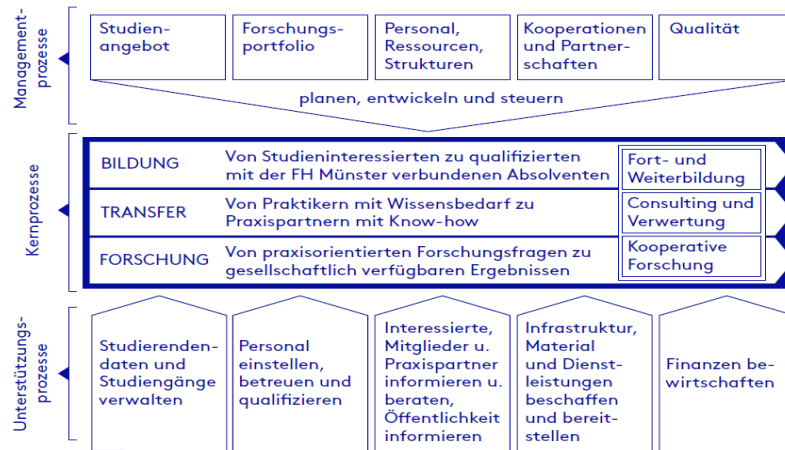 Management-
prozesse
Studien-
angebot
Forschungs-
portfolio
Personal,
Ressourcen,
Strukturen
Kooperationen
und Partner-
schaften
Qualität
planen, entwickeln und steuern
Kernprozesse
BILDUNG
Von Studieninteressierten zu qualifizierten
mit der FH Münster verbundenen Absolventen
Fort- und
Weiterbildung
TRANSFER
Von Praktikern mit Wissensbedarf zu
Praxispartnern mit Know-how
Consulting und
Verwertung
FORSCHUNG
Von praxisorientierten Forschungsfragen zu
gesellschaftlich verfügbaren Ergebnissen
Kooperative
Forschung
Unterstützungs-
prozesse
Studierenden-
daten und
Studiengänge
verwalten
Personal
einstellen,
betreuen und
qualifizieren
Interessierte,
Mitglieder u.
Praxispartner
informieren u.
beraten,
Öffentlichkeit
informieren
Infrastruktur,
Material
und Dienst-
leistungen
beschaffen
und bereit-
stellen
Finanzen be-
wirtschaften